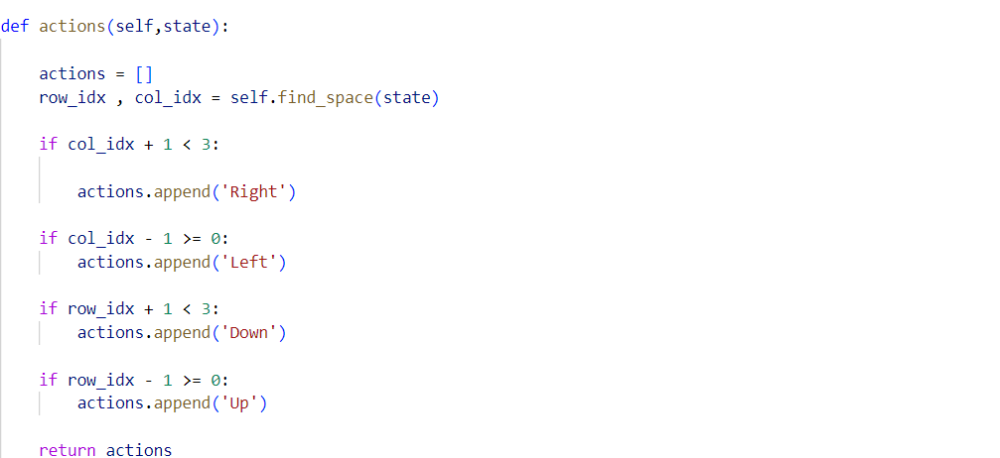 def actions(self,state):
    actions = []
    row_idx , col_idx = self.find_space(state)
    if col_idx + 1 < 3:
        actions.append('Right')
    if col_idx - 1 >= 0:
        actions.append('Left')
    if row_idx + 1 < 3:
        actions.append('Down')
    if row_idx - 1 >= 0:
        actions.append('Up')
    return actions